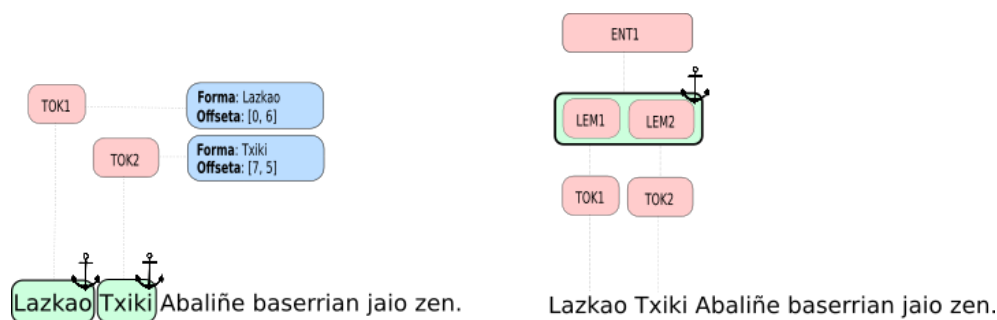 TOK1
Forma: Lazkao
Offseta: [0, 6]
TOK2
Forma: Txiki
Offseta: [7, 5]
Lazkao Txiki Abaliñe baserrian jaio zen.
ENT1
LEM1 LEM2
TOK1 TOK2
Lazkao Txiki Abaliñe baserrian jaio zen.